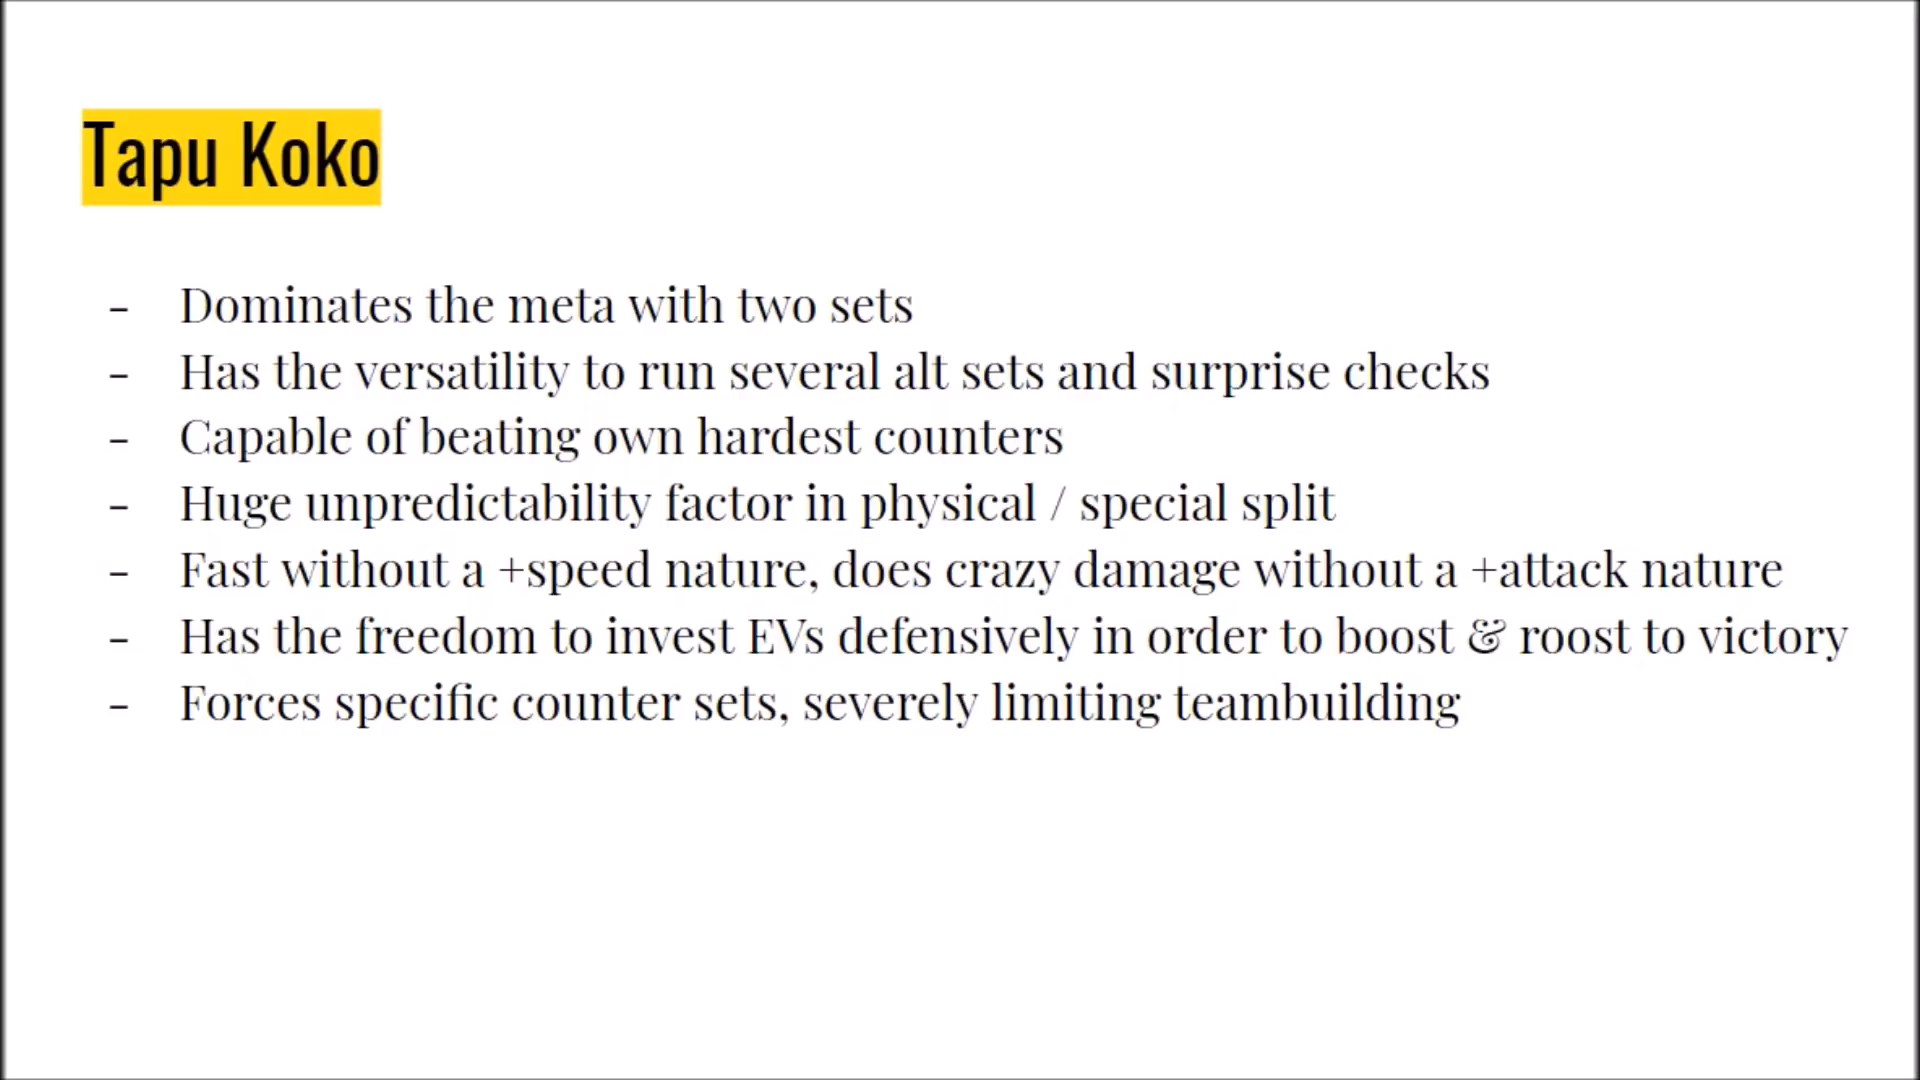 Tapu Koko
- Dominates the meta with two sets
- Has the versatility to run several alt sets and surprise checks
- Capable of beating own hardest counters
- Huge unpredictability factor in physical / special split
- Fast without a +speed nature, does crazy damage without a +attack nature
- Has the freedom to invest EVs defensively in order to boost & roost to victory
- Forces specific counter sets, severely limiting teambuilding